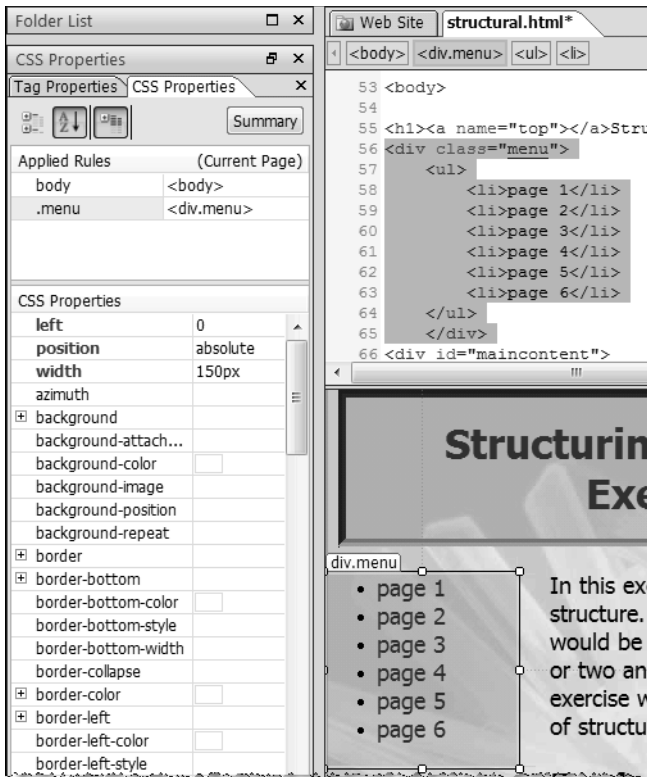 Folder List
CSS Properties
Tag Properties CSS Properties
Summary
Applied Rules (Current Page)
body <body>
.menu <div.menu>
CSS Properties
left 0
position absolute
width 150px
azimuth
background
background-attach...
background-color
background-image
background-position
background-repeat
border
border-bottom
border-bottom-color
border-bottom-style
border-bottom-width
border-collapse
border-color
border-left
border-left-color
border-left-style
Web Site structural.html*
<body> <div.menu> <ul> <li>
53 <body>
54
55 <h1><a name="top"></a>Stru
56 <div class="menu">
57 <ul>
58 <li>page 1</li>
59 <li>page 2</li>
60 <li>page 3</li>
61 <li>page 4</li>
62 <li>page 5</li>
63 <li>page 6</li>
64 </ul>
65 </div>
66 <div id="maincontent">
Structurin
Exe
div.menu
page 1
page 2
page 3
page 4
page 5
page 6
In this ex
structure.
would be
or two an
exercise w
of structu